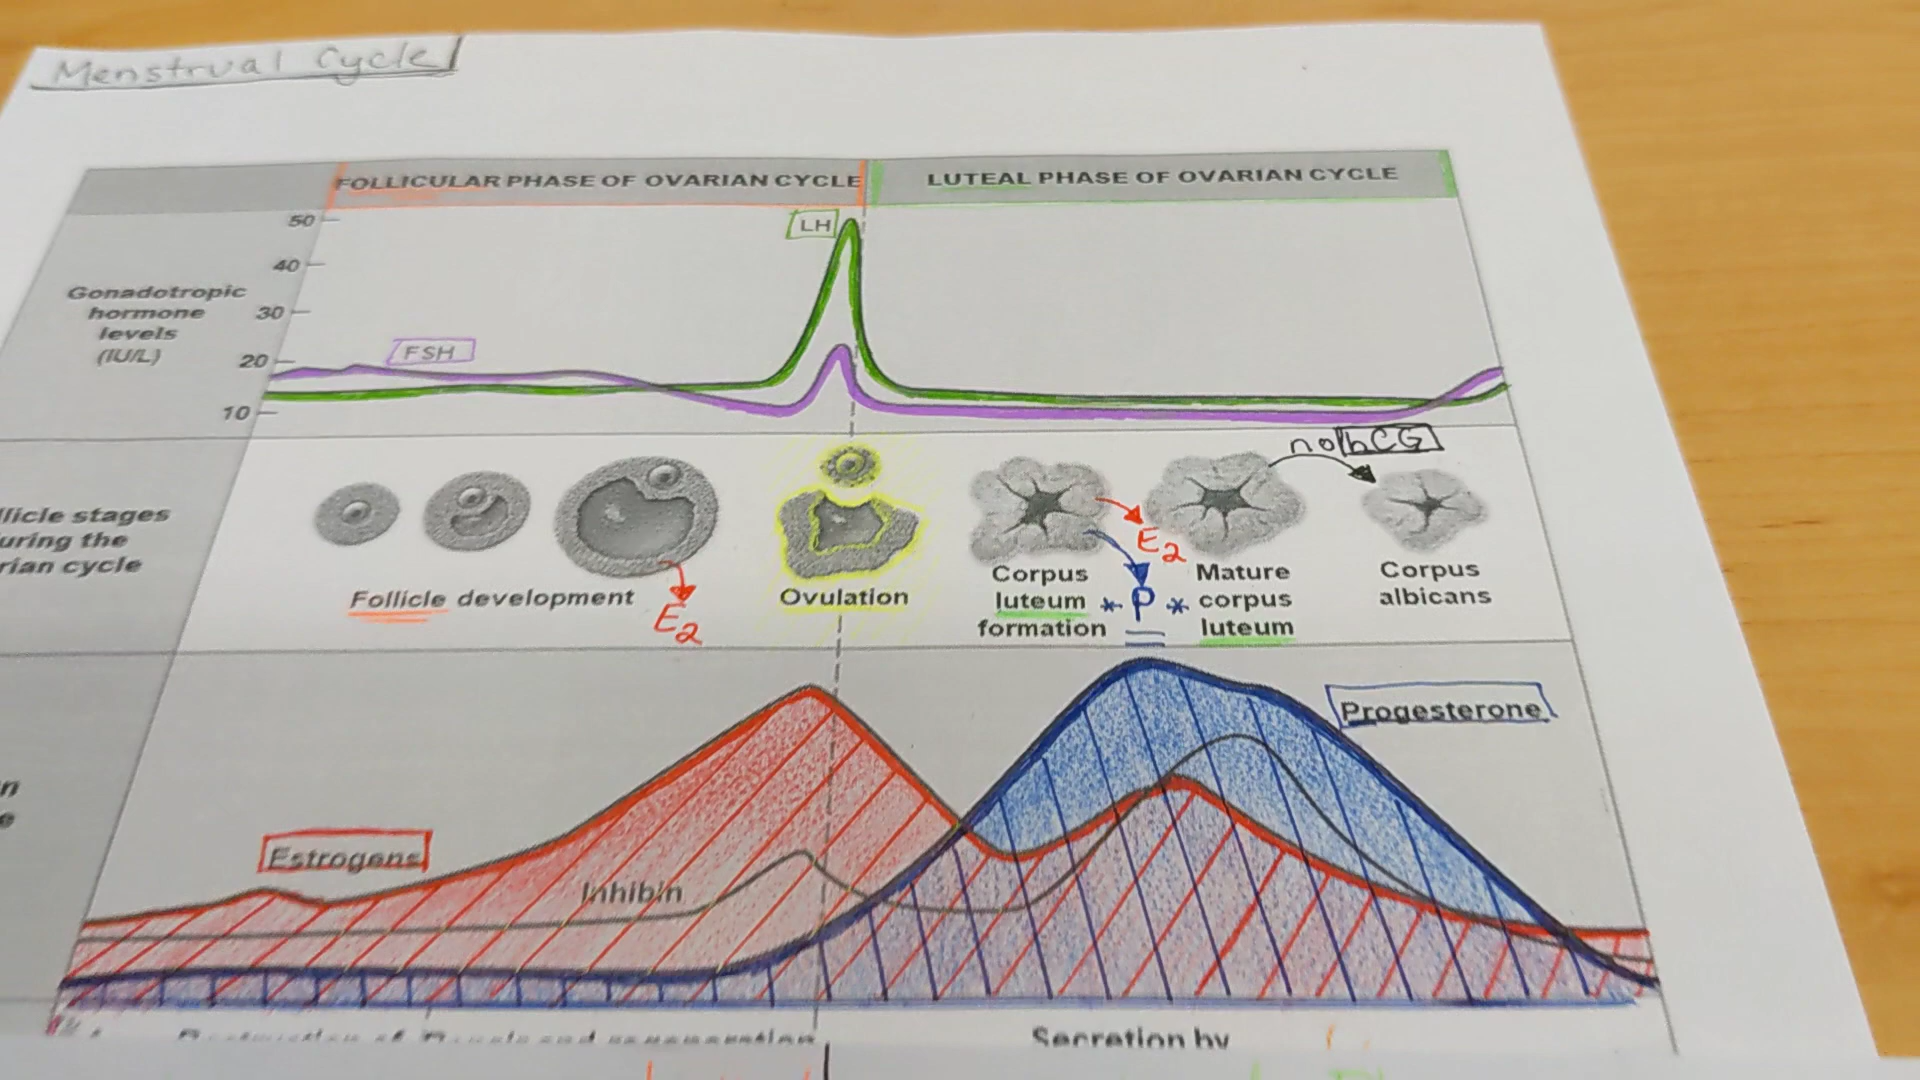 Menstrual Cycle
FOLLICULAR PHASE OF OVARIAN CYCLE
LUTEAL PHASE OF OVARIAN CYCLE
Gonadotropic
hormone
levels
(IU/L)
50
40
30
20
10
LH
FSH
no hCG
llicle stages
uring the
rian cycle
Follicle development
E2
Ovulation
Corpus
luteum
formation
E2
* P *
Mature
corpus
luteum
Corpus
albicans
Progesterone
Estrogens
Inhibin
n
e
Secretion by